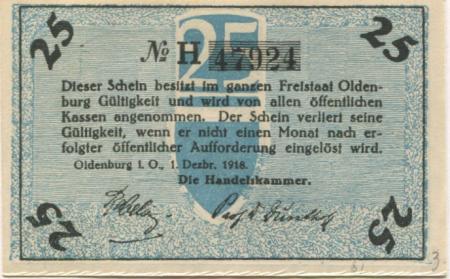 25 25 25
№ H 47924
Dieser Schein besitzt im ganzen Freistaat Olden-
burg Gültigkeit und wird von allen öffentlichen
Kassen angenommen. Der Schein verliert seine
Gültigkeit, wenn er nicht einen Monat nach er-
folgter öffentlicher Aufforderung eingelöst wird.
Oldenburg i. O., 1. Dezbr. 1918.
Die Handelskammer.
25 25
3